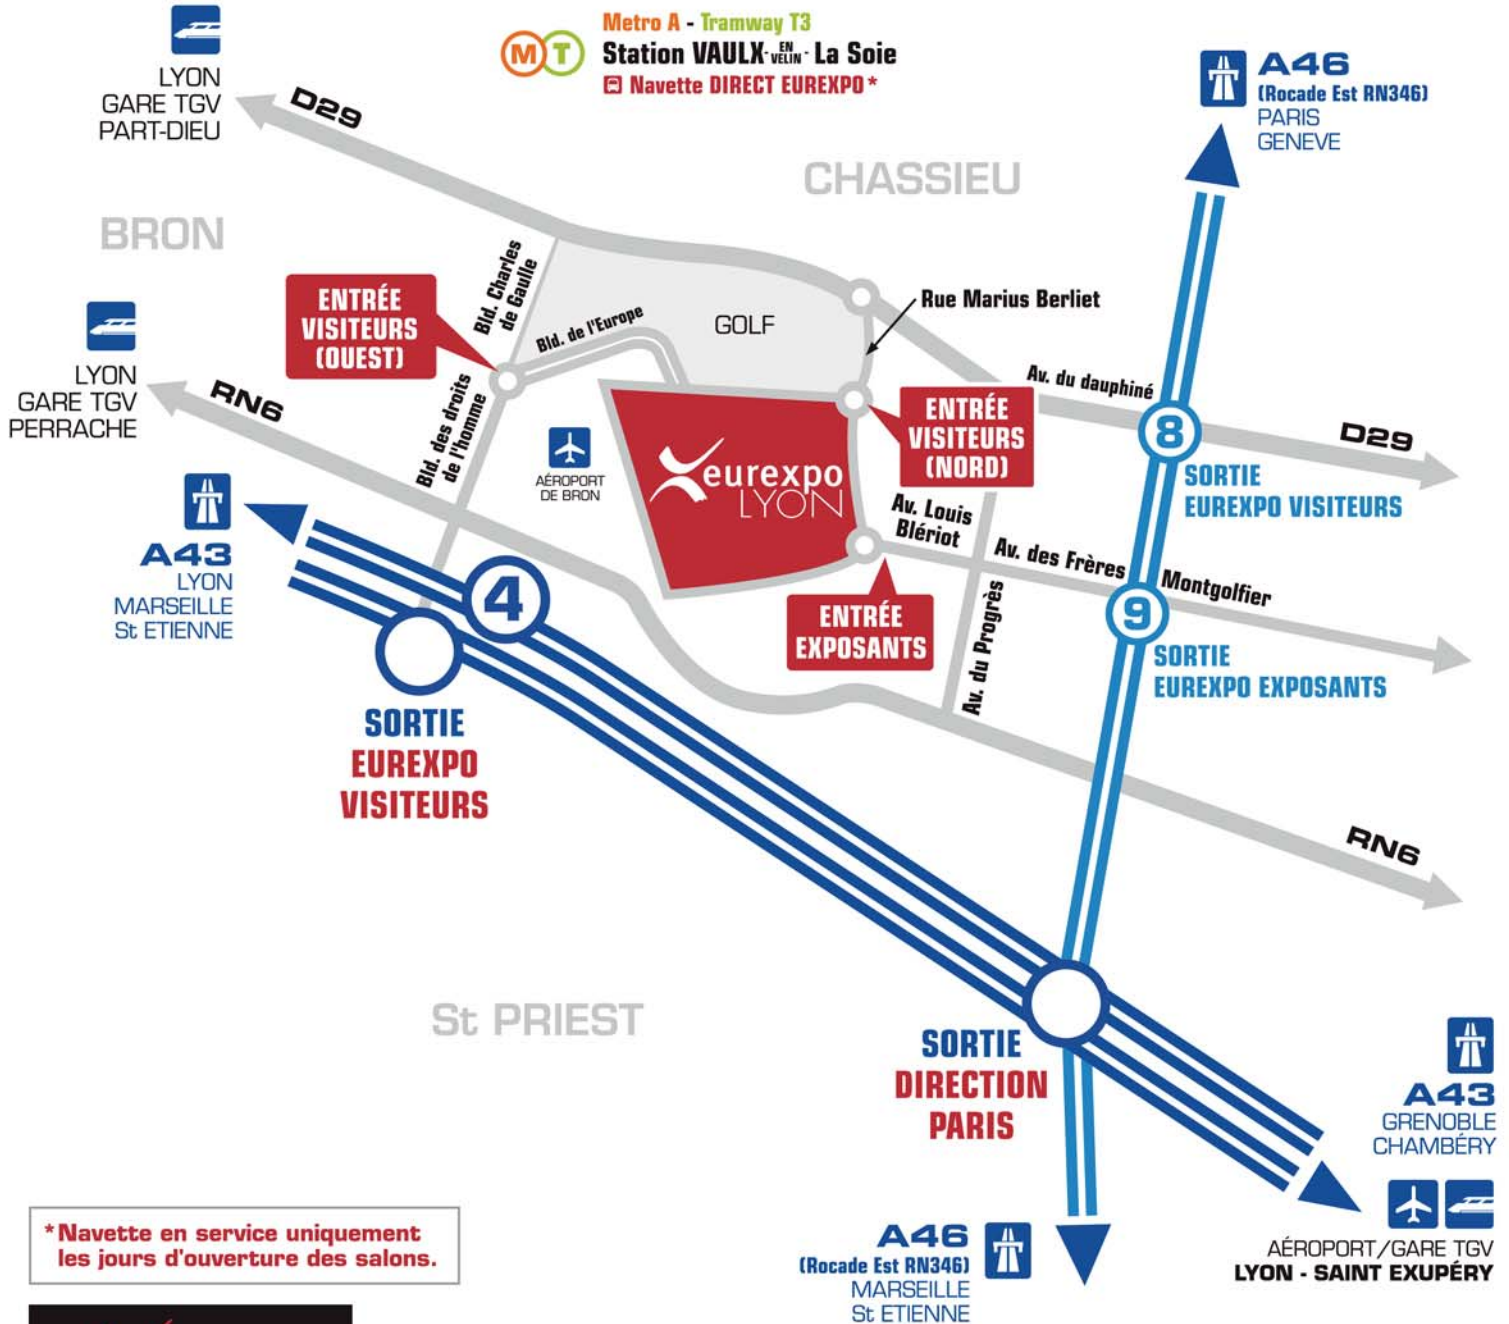 LYON
GARE TGV
PART-DIEU
D29
Metro A - Tramway T3
M T
Station VAULX-EN VELIN - La Soie
Navette DIRECT EUREXPO*
A46
(Rocade Est RN346)
PARIS
GENEVE
CHASSIEU
BRON
Bld. Charles
de Gaulle
ENTRÉE
VISITEURS
(OUEST)
Bld. de l'Europe
GOLF
Rue Marius Berliet
LYON
GARE TGV
PERRACHE
RN6
Bld. des droits
de l'homme
AÉROPORT
DE BRON
eurexpo
LYON
ENTRÉE
VISITEURS
(NORD)
Av. du dauphiné
8
D29
SORTIE
EUREXPO VISITEURS
A43
LYON
MARSEILLE
St ETIENNE
4
Av. Louis
Blériot
Av. des Frères Montgolfier
9
ENTRÉE
EXPOSANTS
Av. du Progrès
SORTIE
EUREXPO EXPOSANTS
SORTIE
EUREXPO
VISITEURS
RN6
St PRIEST
SORTIE
DIRECTION
PARIS
A43
GRENOBLE
CHAMBÉRY
AÉROPORT/GARE TGV
LYON - SAINT EXUPÉRY
A46
(Rocade Est RN346)
MARSEILLE
St ETIENNE
*Navette en service uniquement
les jours d'ouverture des salons.